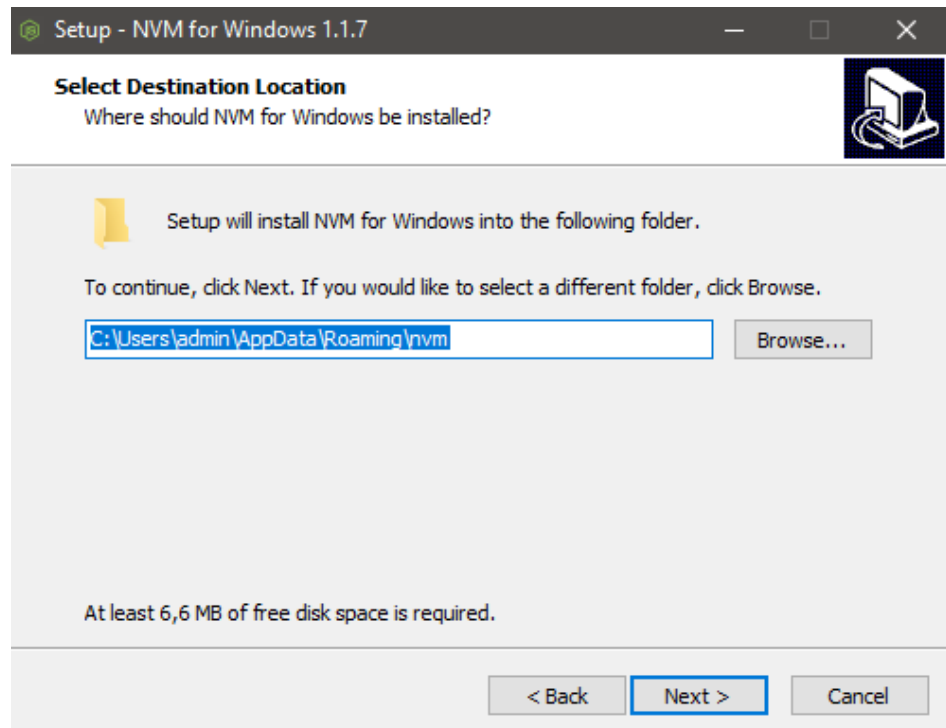 Setup - NVM for Windows 1.1.7
Select Destination Location
Where should NVM for Windows be installed?
Setup will install NVM for Windows into the following folder.
To continue, click Next. If you would like to select a different folder, click Browse.
C:\Users\admin\AppData\Roaming\nvm
Browse...
At least 6,6 MB of free disk space is required.
< Back
Next >
Cancel